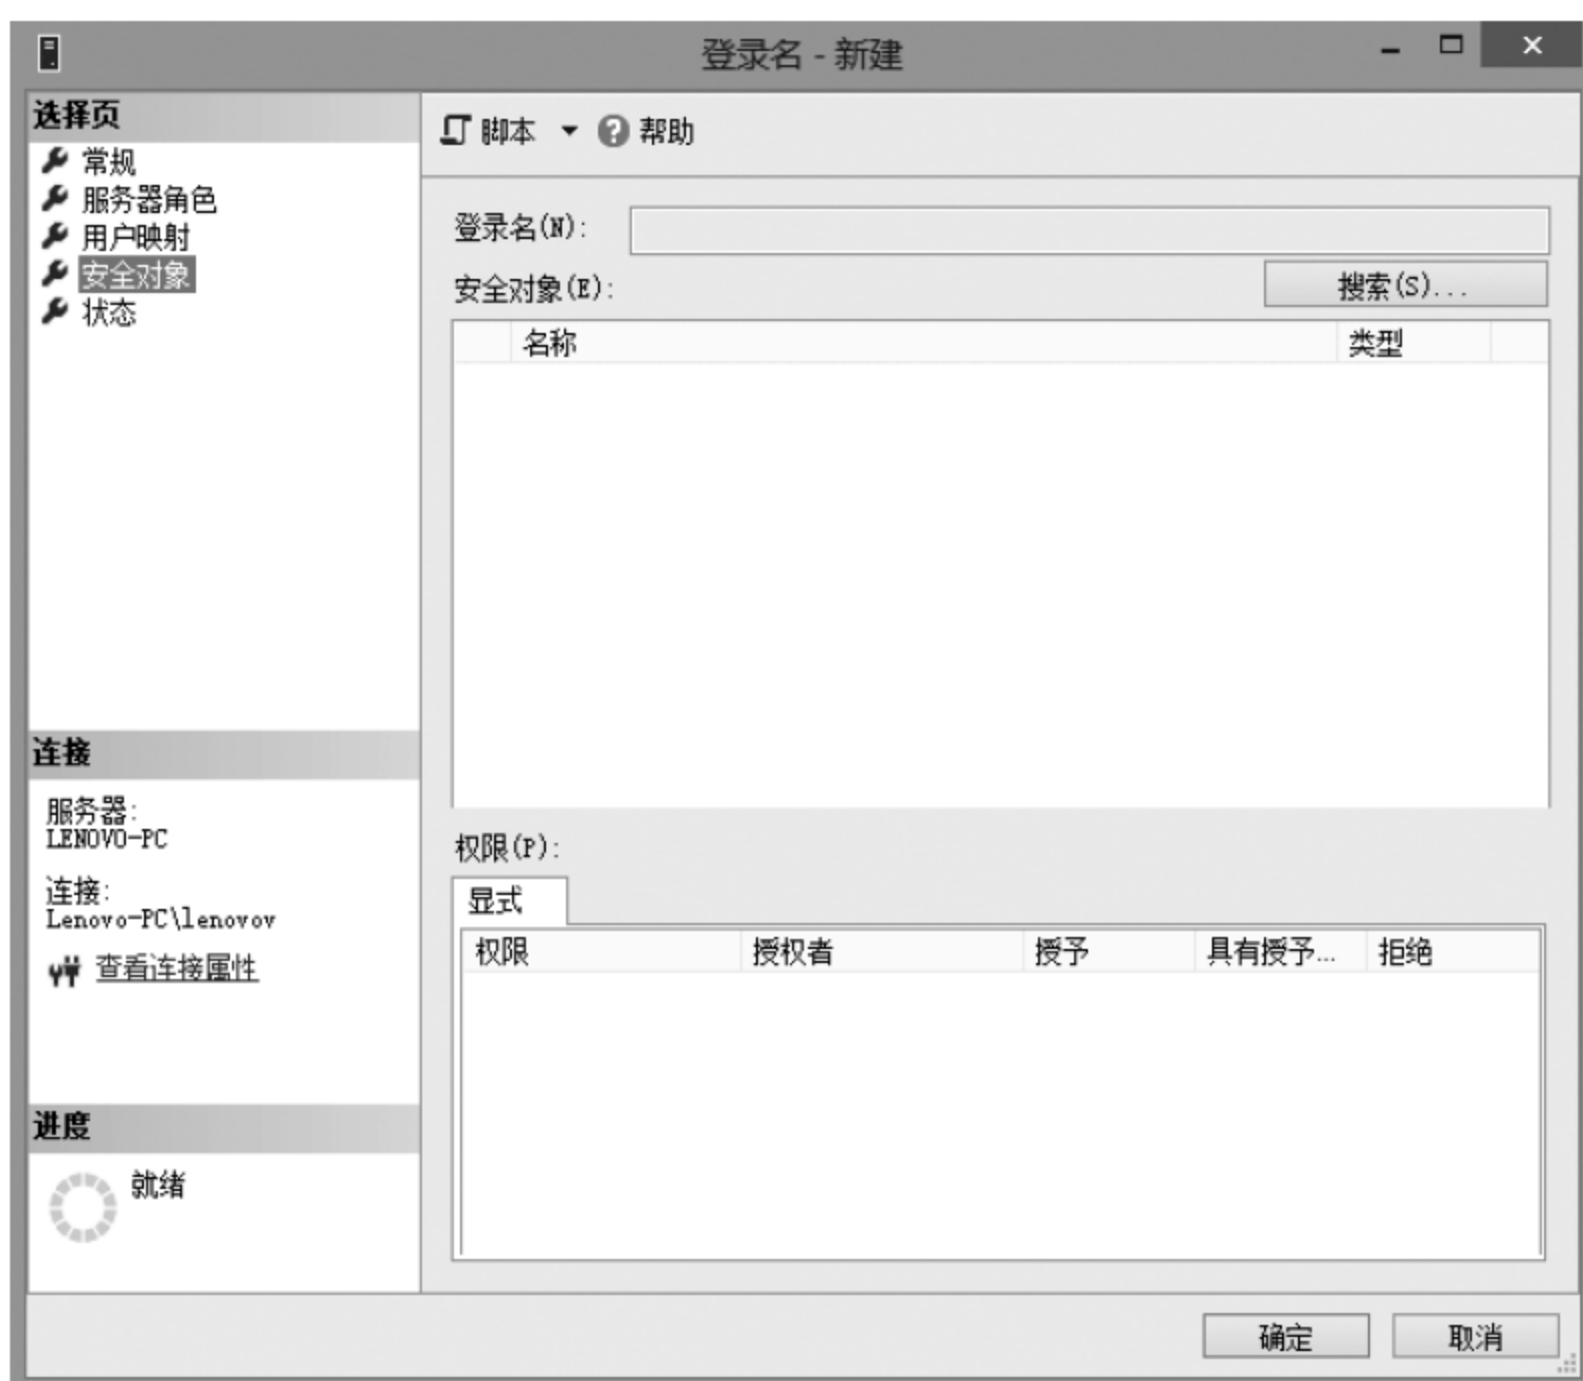 登录名 - 新建
选择页
常规
服务器角色
用户映射
安全对象
状态
脚本 帮助
登录名(N):
安全对象(E):
搜索(S)...
名称 类型
连接
服务器:
LENOVO-PC
连接:
Lenovo-PC\lenovov
查看连接属性
权限(P):
显式
权限 授权者 授予 具有授予... 拒绝
进度
就绪
确定 取消